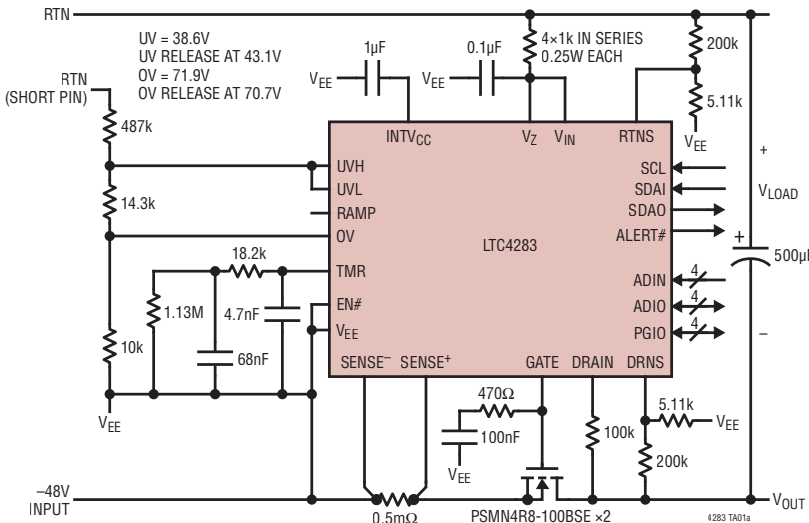 RTN
UV = 38.6V
UV RELEASE AT 43.1V
OV = 71.9V
OV RELEASE AT 70.7V
1μF
0.1μF
4×1k IN SERIES
0.25W EACH
200k
RTN
(SHORT PIN)
VEE
VEE
5.11k
487k
VEE
INTVCC
VZ
VIN
RTNS
UVH
UVL
RAMP
OV
TMR
EN#
VEE
SENSE–
SENSE+
GATE
DRAIN
DRNS
LTC4283
SCL
SDAI
SDAO
ALERT#
ADIN
ADIO
PGIO
4
4
4
+
VLOAD
–
+
500μ
14.3k
18.2k
1.13M
4.7nF
68nF
10k
VEE
470Ω
100nF
VEE
100k
5.11k
VEE
200k
–48V
INPUT
0.5mΩ
PSMN4R8-100BSE ×2
VOUT
4283 TA01a